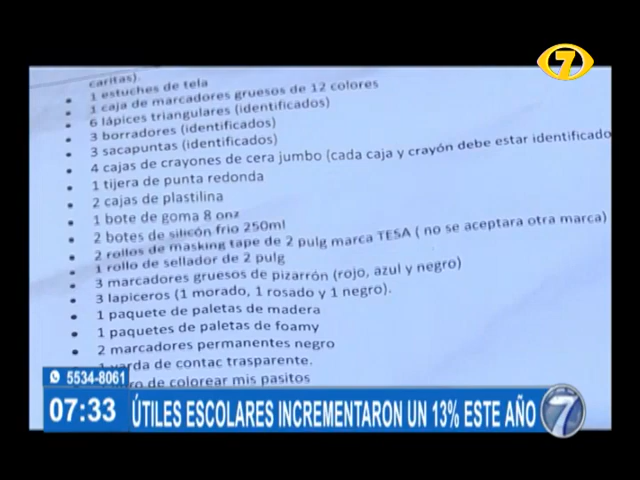 7
caritas).
1 estuches de tela
1 caja de marcadores gruesos de 12 colores
6 lápices triangulares (identificados)
3 borradores (identificados)
3 sacapuntas (identificados)
4 cajas de crayones de cera jumbo (cada caja y crayón debe estar identificado
1 tijera de punta redonda
2 cajas de plastilina
1 bote de goma 8 onz
2 botes de silicón frio 250ml
2 rollos de masking tape de 2 pulg marca TESA ( no se aceptara otra marca)
1 rollo de sellador de 2 pulg
3 marcadores gruesos de pizarrón (rojo, azul y negro)
3 lapiceros (1 morado, 1 rosado y 1 negro).
1 paquete de paletas de madera
1 paquetes de paletas de foamy
2 marcadores permanentes negro
yarda de contac trasparente.
de colorear mis pasitos
5534-8061
07:33 ÚTILES ESCOLARES INCREMENTARON UN 13% ESTE AÑO 7